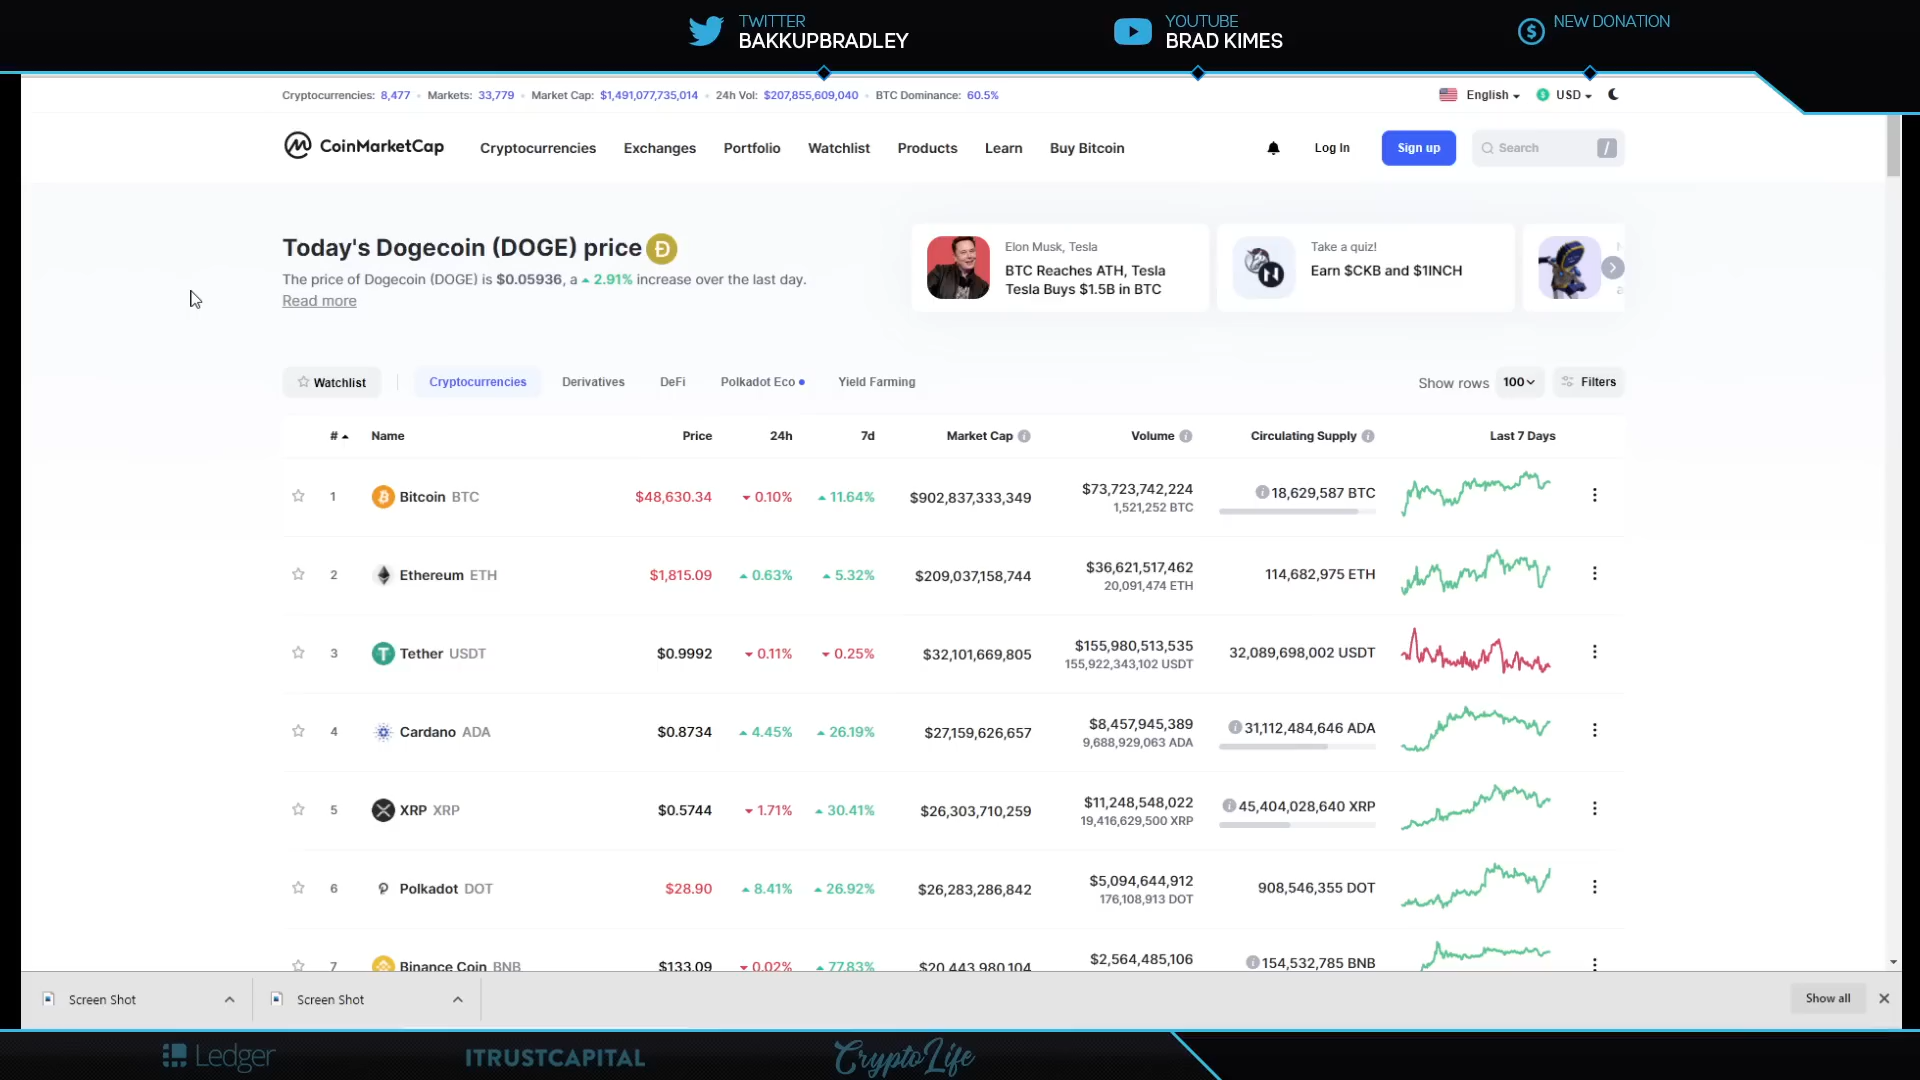 TWITTER
BAKKUPBRADLEY
YOUTUBE
BRAD KIMES
NEW DONATION
Cryptocurrencies: 8,477 • Markets: 33,779 • Market Cap: $1,491,077,735,014 • 24h Vol: $207,855,609,040 • BTC Dominance: 60.5%
English
USD
CoinMarketCap
Cryptocurrencies Exchanges Portfolio Watchlist Products Learn Buy Bitcoin
Log In
Sign up
Search /
Today's Dogecoin (DOGE) price
The price of Dogecoin (DOGE) is $0.05936, a 2.91% increase over the last day.
Read more
Elon Musk, Tesla
BTC Reaches ATH, Tesla
Tesla Buys $1.5B in BTC
Take a quiz!
Earn $CKB and $1INCH
Watchlist
Cryptocurrencies Derivatives DeFi Polkadot Eco Yield Farming
Show rows 100 Filters
# Name Price 24h 7d Market Cap Volume Circulating Supply Last 7 Days
1 Bitcoin BTC $48,630.34 0.10% 11.64% $902,837,333,349 $73,723,742,224 18,629,587 BTC
1,521,252 BTC
2 Ethereum ETH $1,815.09 0.63% 5.32% $209,037,158,744 $36,621,517,462 114,682,975 ETH
20,091,474 ETH
3 Tether USDT $0.9992 0.11% 0.25% $32,101,669,805 $155,980,513,535 32,089,698,002 USDT
155,922,343,102 USDT
4 Cardano ADA $0.8734 4.45% 26.19% $27,159,626,657 $8,457,945,389 31,112,484,646 ADA
9,688,929,063 ADA
5 XRP XRP $0.5744 1.71% 30.41% $26,303,710,259 $11,248,548,022 45,404,028,640 XRP
19,416,629,500 XRP
6 Polkadot DOT $28.90 8.41% 26.92% $26,283,286,842 $5,094,644,912 908,546,355 DOT
176,108,913 DOT
7 Binance Coin BNB $133.09 0.02% 77.83% $20,443,980,104 $2,564,485,106 154,532,785 BNB
Screen Shot
Screen Shot
Show all
Ledger
ITRUSTCAPITAL
CryptoLife